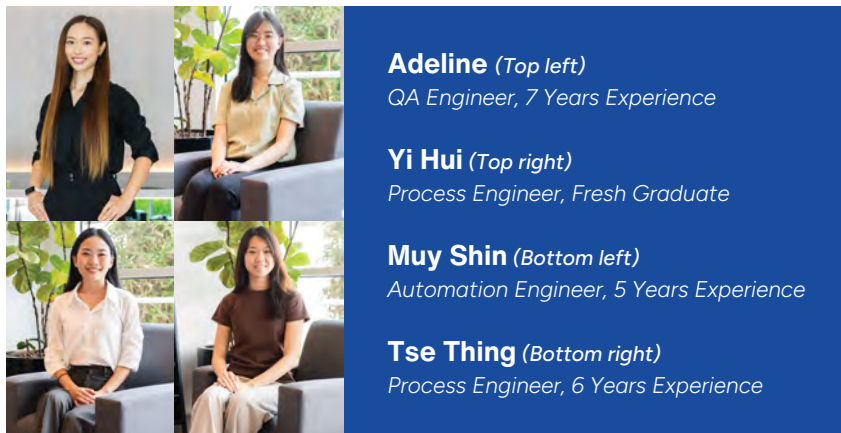 Adeline (Top left)
QA Engineer, 7 Years Experience
Yi Hui (Top right)
Process Engineer, Fresh Graduate
Muy Shin (Bottom left)
Automation Engineer, 5 Years Experience
Tse Thing (Bottom right)
Process Engineer, 6 Years Experience